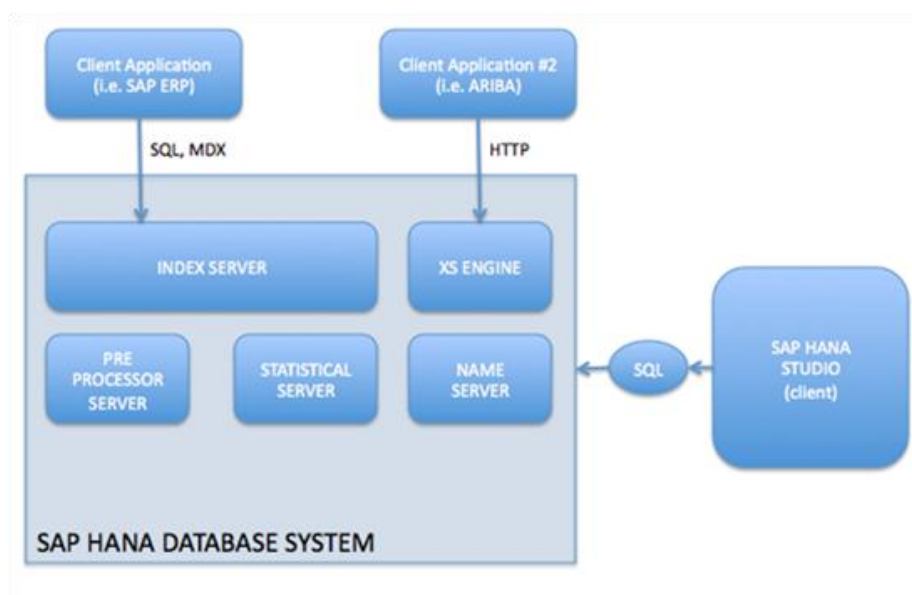 Client Application
(i.e. SAP ERP)
Client Application #2
(i.e. ARIBA)
SQL, MDX
HTTP
INDEX SERVER
XS ENGINE
PRE
PROCESSOR
SERVER
STATISTICAL
SERVER
NAME
SERVER
SQL
SAP HANA
STUDIO
(client)
SAP HANA DATABASE SYSTEM